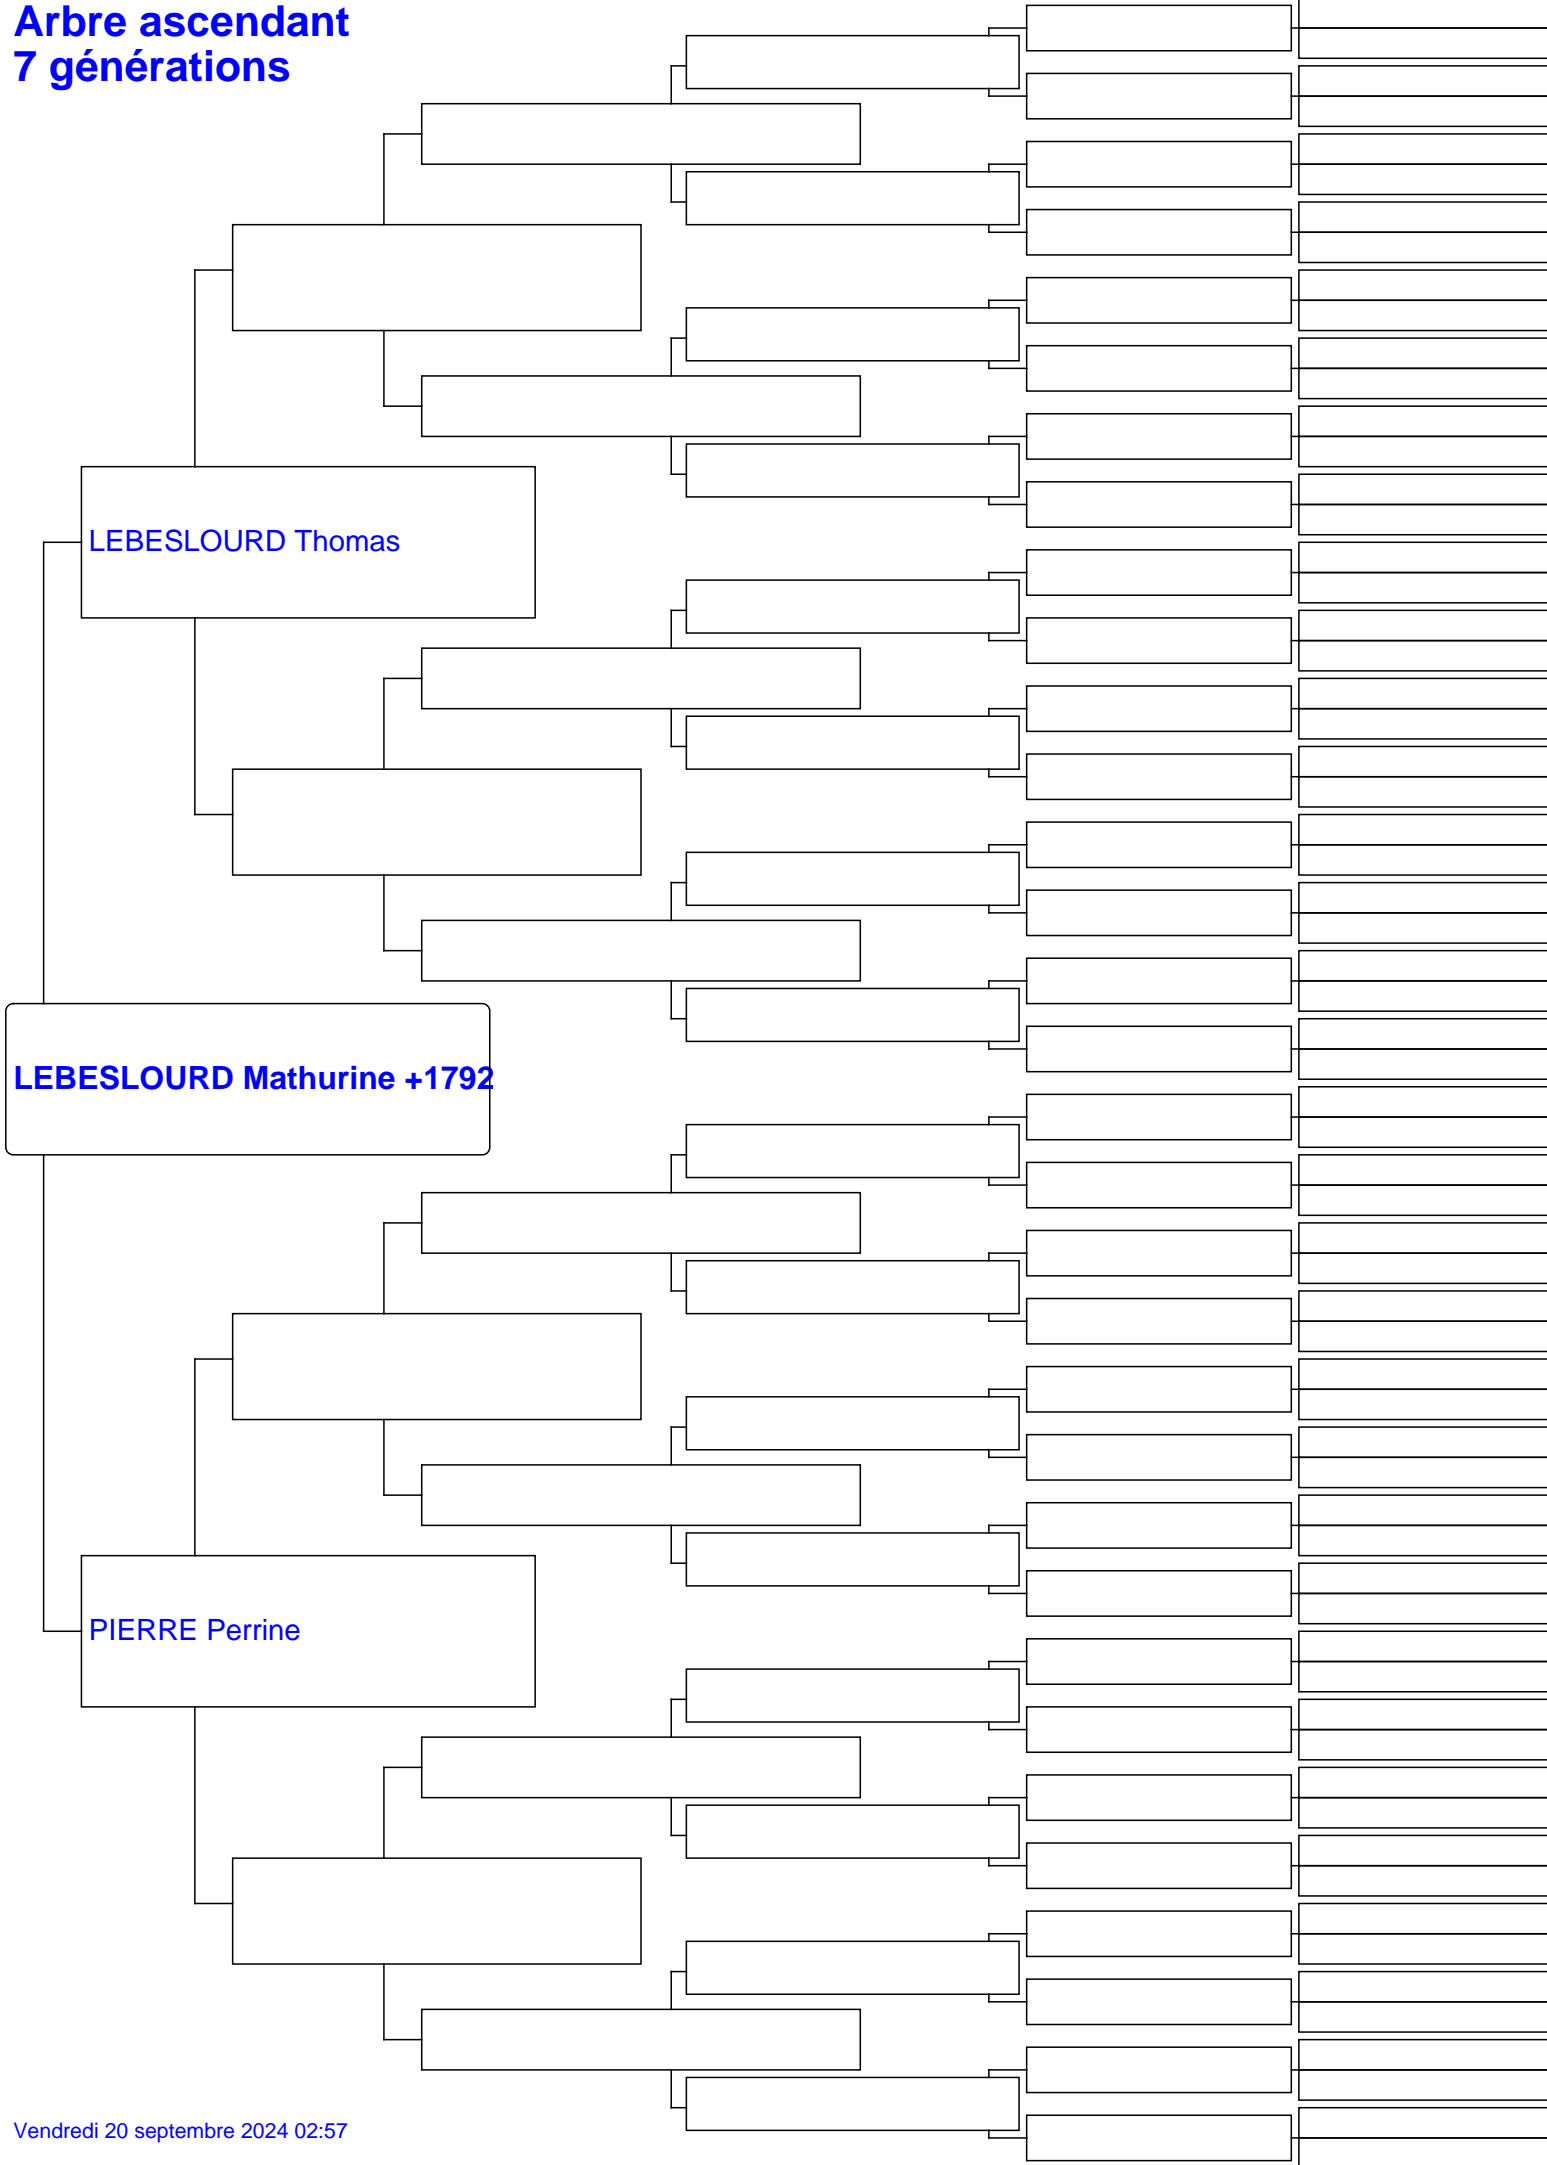 Arbre ascendant
7 générations
LEBESLOURD Thomas
LEBESLOURD Mathurine +1792
PIERRE Perrine
Vendredi 20 septembre 2024 02:57